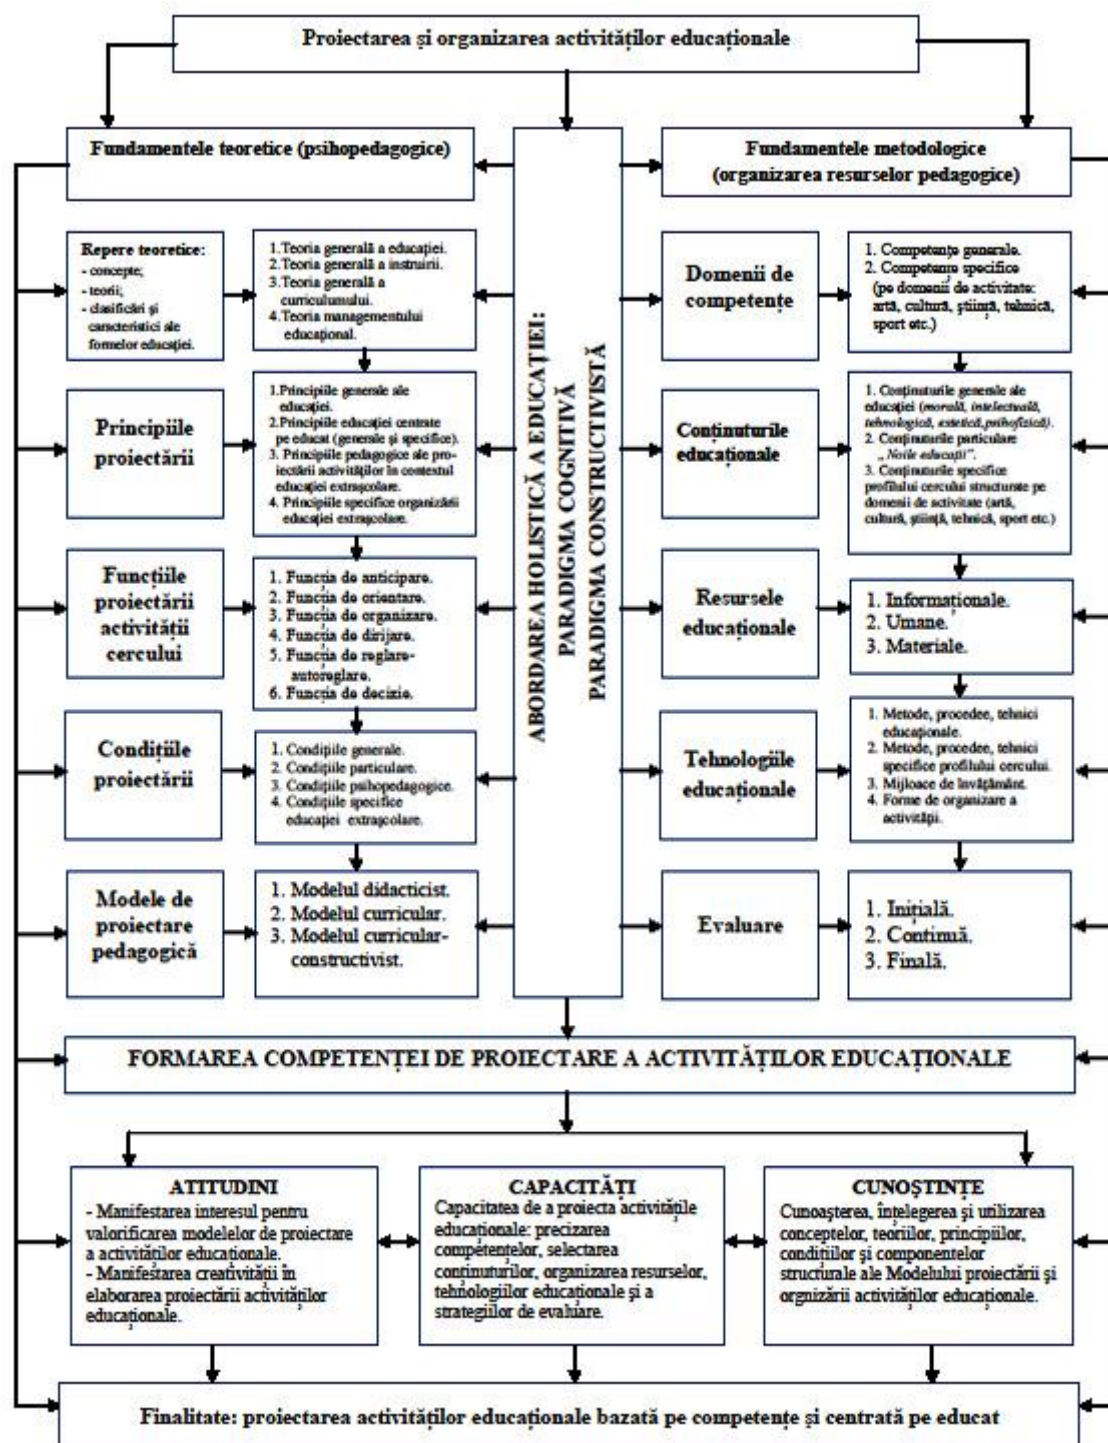 Proiectarea și organizarea activităților educaționale
Fundamentele teoretice (psihopedagogice)
Fundamentele metodologice
(organizarea resurselor pedagogice)
ABORDAREA HOLISTICĂ A EDUCAȚIEI:
PARADIGMA COGNITIVĂ
PARADIGMA CONSTRUCTIVISTĂ
Repere teoretice:
- concepte;
- teorii;
- clasificări și
caracteristici ale
formelor educației.
1.Teoria generală a educației.
2.Teoria generală a instruirii.
3. Teoria generală a
curriculumului.
4.Teoria managementului
educațional.
Domenii de
competențe
1. Competențe generale.
2. Competențe specifice
(pe domenii de activitate:
artă, cultură, știință, tehnică,
sport etc.)
Principiile
proiectării
1.Principiile generale ale
educației.
2.Principiile educației centrate
pe educat (generale și specifice).
3. Principiile pedagogice ale pro-
iectării activităților în contextul
educației extrașcolare.
4. Principiile specifice organizării
educației extrașcolare.
Conținuturile
educaționale
1. Conținuturile generale ale
educației (morală, intelectuală,
tehnologică, estetică,psihofizică).
2. Conținuturile particulare
„Noile educații”.
3. Conținuturile specifice
profilului cercului structurate pe
domenii de activitate (artă,
cultură, știință, tehnică, sport etc.)
Funcțiile
proiectării
activității
cercului
1. Funcția de anticipare.
2. Funcția de orientare.
3. Funcția de organizare.
4. Funcția de dirijare.
5. Funcția de reglare-
autoreglare.
6. Funcția de decizie.
Resursele
educaționale
1. Informaționale.
2. Umane.
3. Materiale.
Condițiile
proiectării
1. Condițiile generale.
2. Condițiile particulare.
3. Condițiile psihopedagogice.
4. Condițiile specifice
educației extrașcolare.
Tehnologiile
educaționale
1. Metode, procedee, tehnici
educaționale.
2. Metode, procedee, tehnici
specifice profilului cercului.
3. Mijloace de învățământ.
4. Forme de organizare a
activității.
Modele de
proiectare
pedagogică
1. Modelul didacticist.
2. Modelul curricular.
3. Modelul curricular-
constructivist.
Evaluare
1. Inițială.
2. Continuă.
3. Finală.
FORMAREA COMPETENȚEI DE PROIECTARE A ACTIVITĂȚILOR EDUCAȚIONALE
ATITUDINI
- Manifestarea interesul pentru
valorificarea modelelor de proiectare
a activităților educaționale.
- Manifestarea creativității în
elaborarea proiectării activităților
educaționale.
CAPACITĂȚI
Capacitatea de a proiecta activitățile
educaționale: precizarea
competențelor, selectarea
conținuturilor, organizarea resurselor,
tehnologiilor educaționale și a
strategiilor de evaluare.
CUNOȘTINȚE
Cunoașterea, înțelegerea și utilizarea
conceptelor, teoriilor, principiilor,
condițiilor și componentelor
structurale ale Modelului proiectării și
orgnizării activităților educaționale.
Finalitate: proiectarea activităților educaționale bazată pe competențe și centrată pe educat